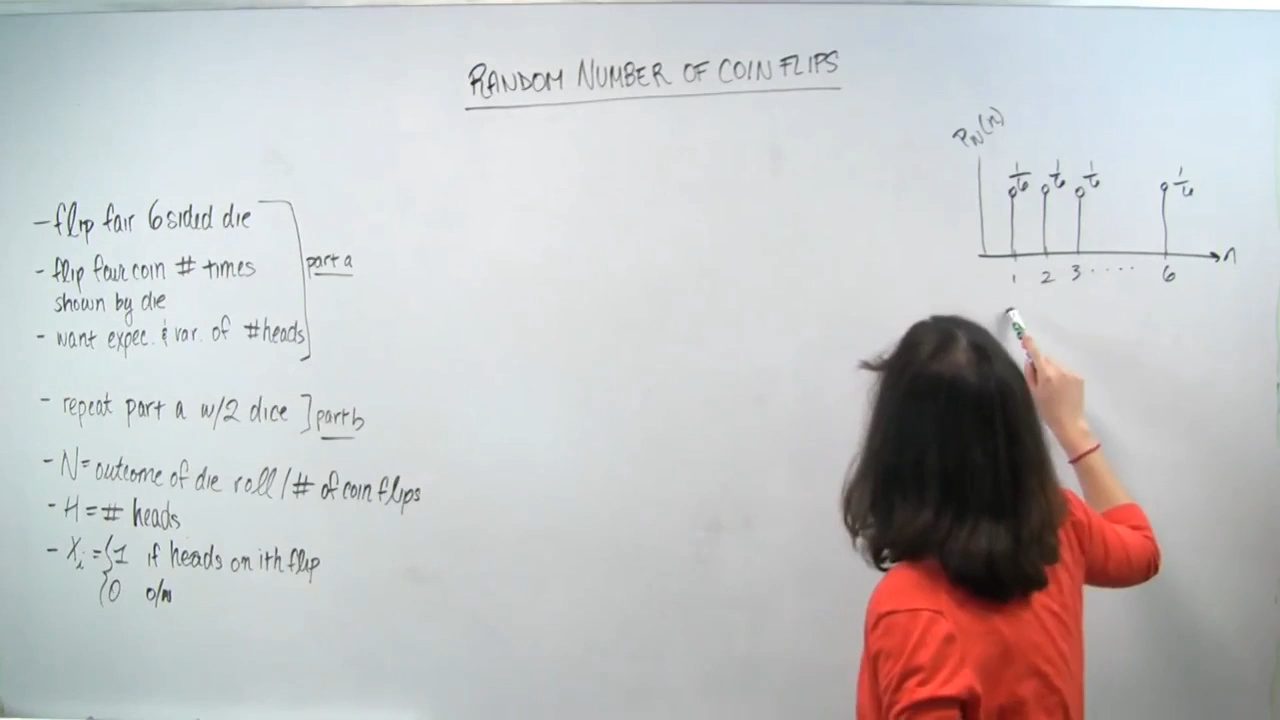 RANDOM NUMBER OF COIN FLIPS
- flip fair 6 sided die
- flip fair coin # times
shown by die
- want expec. & var. of # heads
part a
- repeat part a w/2 dice ] part b
- N = outcome of die roll / # of coin flips
- H = # heads
- Xi = { 1 if heads on ith flip
0 o/w
PN(n)
1/6 1/6 1/6 1/6
n
1 2 3 .... 6